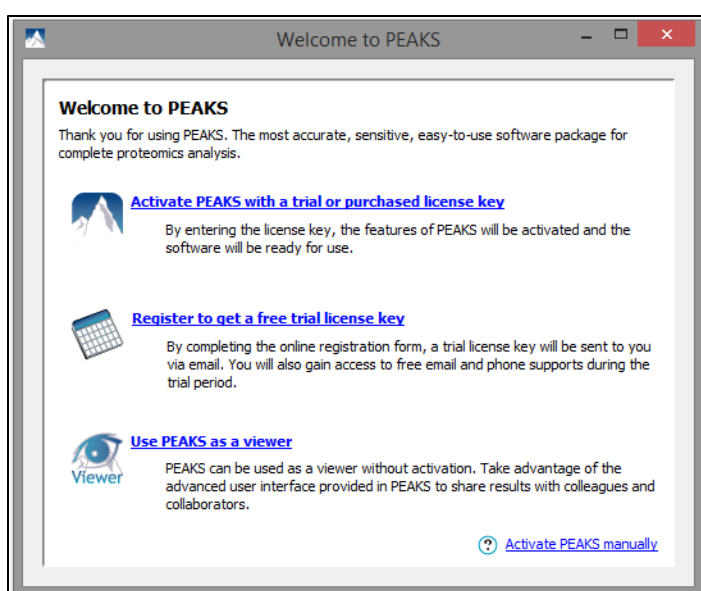 Welcome to PEAKS
Welcome to PEAKS
Thank you for using PEAKS. The most accurate, sensitive, easy-to-use software package for
complete proteomics analysis.
Activate PEAKS with a trial or purchased license key
By entering the license key, the features of PEAKS will be activated and the
software will be ready for use.
Register to get a free trial license key
By completing the online registration form, a trial license key will be sent to you
via email. You will also gain access to free email and phone supports during the
trial period.
Use PEAKS as a viewer
Viewer
PEAKS can be used as a viewer without activation. Take advantage of the
advanced user interface provided in PEAKS to share results with colleagues and
collaborators.
? Activate PEAKS manually